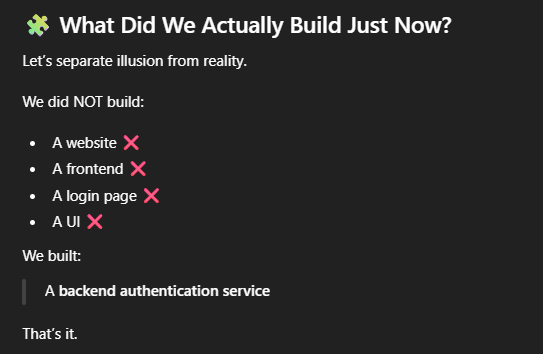 🧩 What Did We Actually Build Just Now?
Let's separate illusion from reality.
We did NOT build:
• A website ❌
• A frontend ❌
• A login page ❌
• A UI ❌
We built:
A backend authentication service
That's it.